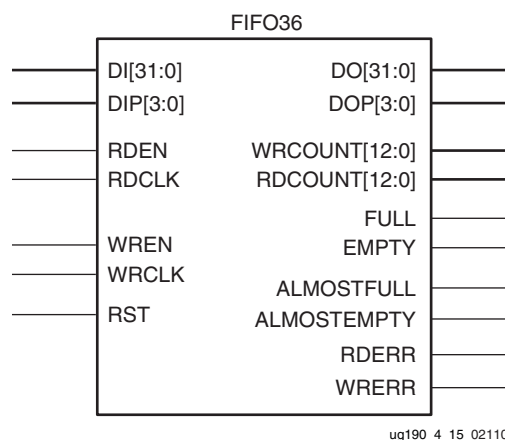 FIFO36
DI[31:0] DO[31:0]
DIP[3:0] DOP[3:0]
RDEN WRCOUNT[12:0]
RDCLK RDCOUNT[12:0]
FULL
WREN EMPTY
WRCLK
ALMOSTFULL
RST ALMOSTEMPTY
RDERR
WRERR
ug190_4_15_02110